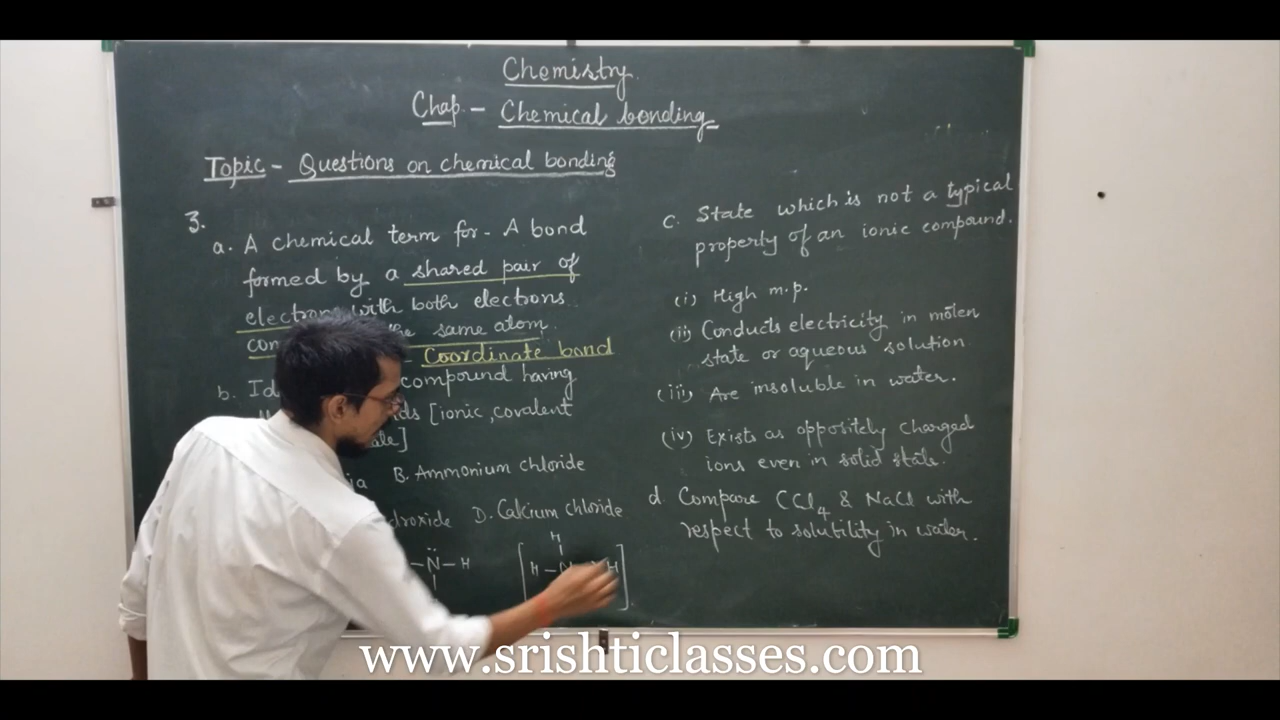 Chemistry
Chap. - Chemical bonding
Topic - Questions on chemical bonding
3.
a. A chemical term for - A bond
formed by a shared pair of
electrons with both electrons
the same atom.
Coordinate bond
b. compound having
[ionic, covalent
B. Ammonium chloride
D. Calcium chloride
- N̈ - H
H
H - N H
c. State which is not a typical
property of an ionic compound.
(i) High m.p.
(ii) Conducts electricity in molten
state or aqueous solution
(iii) Are insoluble in water.
(iv) Exists as oppositely charged
ions even in solid state.
d. Compare CCl4 & NaCl with
respect to solubility in water.
www.srishticlasses.com